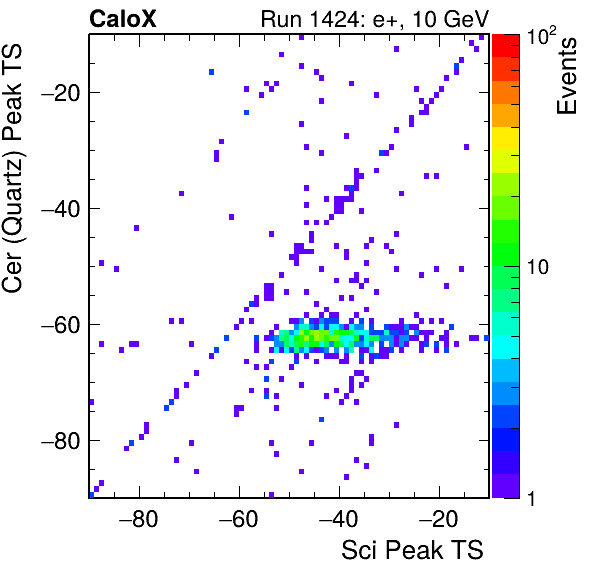 CaloX
Run 1424: e+, 10 GeV
Cer (Quartz) Peak TS
−20
−40
−60
−80
−80
−60
−40
−20
Sci Peak TS
10²
10
1
Events